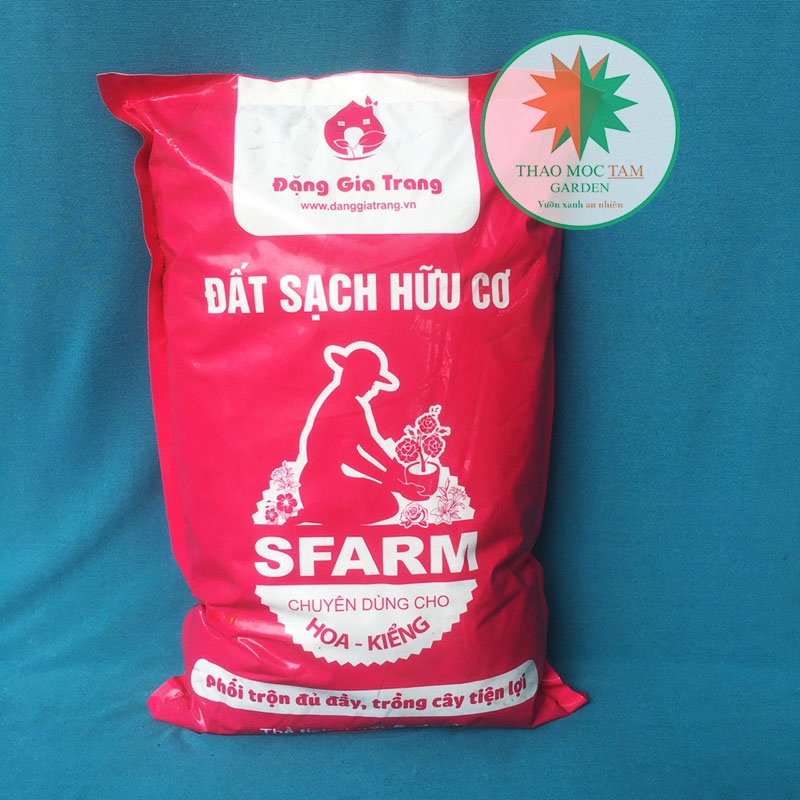 Đặng Gia Trang
www.danggiatrang.vn
THAO MOC TAM
GARDEN
Vườn xanh an nhiên
ĐẤT SẠCH HỮU CƠ
SFARM
CHUYÊN DÙNG CHO
HOA - KIỂNG
Phối trộn đủ đầy, trồng cây tiện lợi